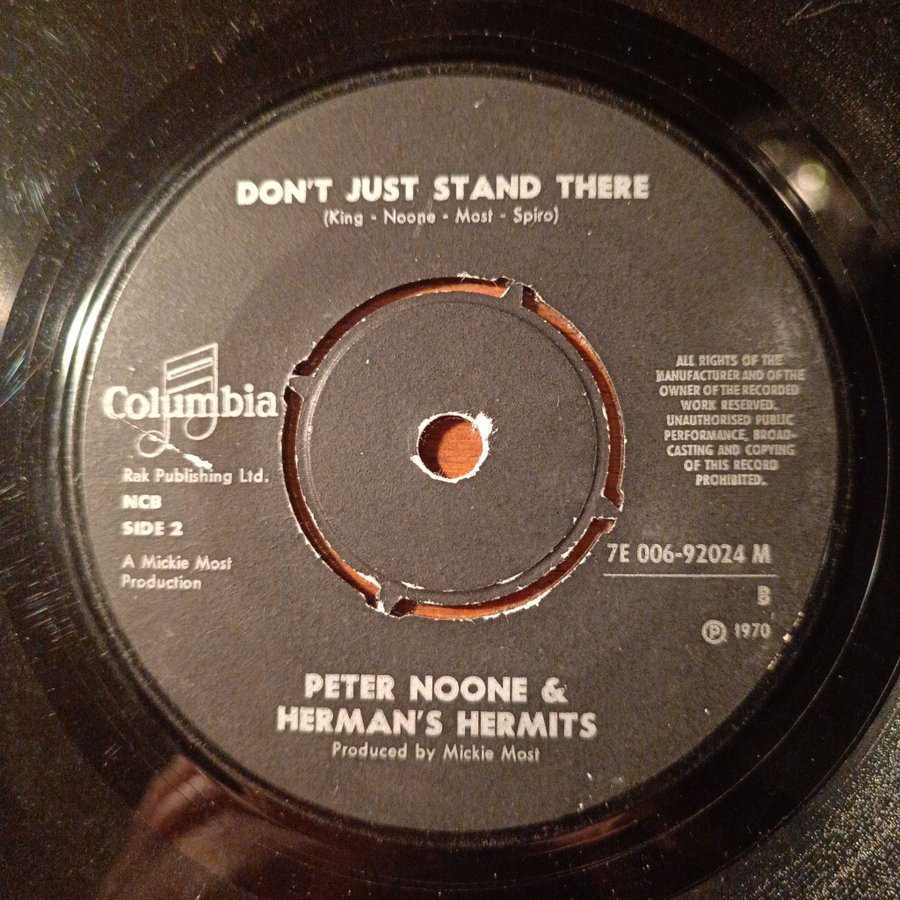 DON'T JUST STAND THERE
(King - Noone - Most - Spiro)
Columbia
Rak Publishing Ltd.
NCB
SIDE 2
A Mickie Most
Production
ALL RIGHTS OF THE
MANUFACTURER AND OF THE
OWNER OF THE RECORDED
WORK RESERVED.
UNAUTHORISED PUBLIC
PERFORMANCE, BROAD-
CASTING AND COPYING
OF THIS RECORD
PROHIBITED.
7E 006-92024 M
B
℗ 1970
PETER NOONE &
HERMAN'S HERMITS
Produced by Mickie Most